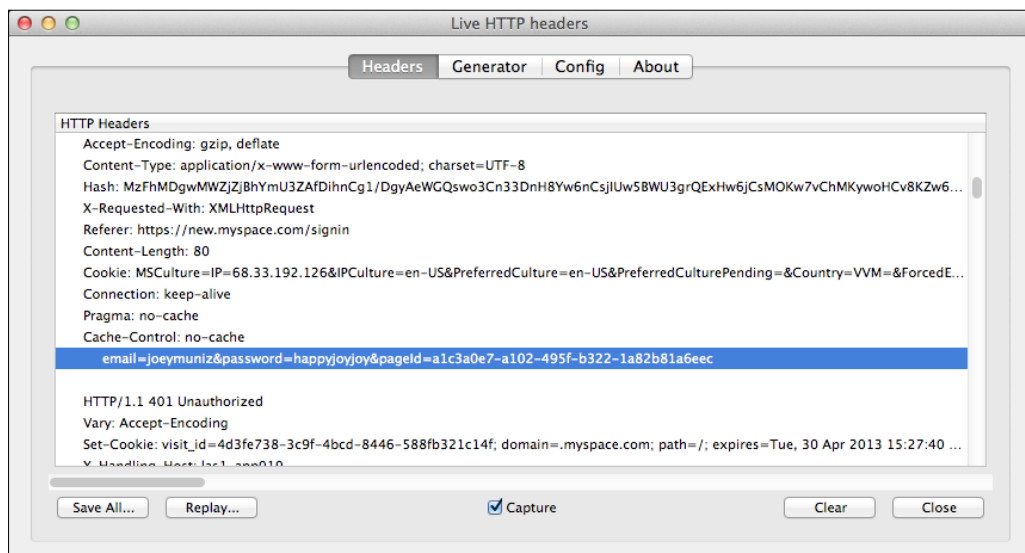 Live HTTP headers
Headers Generator Config About
HTTP Headers
Accept-Encoding: gzip, deflate
Content-Type: application/x-www-form-urlencoded; charset=UTF-8
Hash: MzFhMDgwMWZjZjBhYmU3ZAfDihnCg1/DgyAeWGQswo3Cn33DnH8Yw6nCsjIUw5BWU3grQExHw6jCsMOKw7vChMKywoHCv8KZw6...
X-Requested-With: XMLHttpRequest
Referer: https://new.myspace.com/signin
Content-Length: 80
Cookie: MSCulture=IP=68.33.192.126&IPCulture=en-US&PreferredCulture=en-US&PreferredCulturePending=&Country=VVM=&ForcedE...
Connection: keep-alive
Pragma: no-cache
Cache-Control: no-cache
email=joeymuniz&password=happyjoyjoy&pageId=a1c3a0e7-a102-495f-b322-1a82b81a6eec
HTTP/1.1 401 Unauthorized
Vary: Accept-Encoding
Set-Cookie: visit_id=4d3fe738-3c9f-4bcd-8446-588fb321c14f; domain=.myspace.com; path=/; expires=Tue, 30 Apr 2013 15:27:40 ...
X-Handling-Host: las1-app019
Save All... Replay... Capture Clear Close